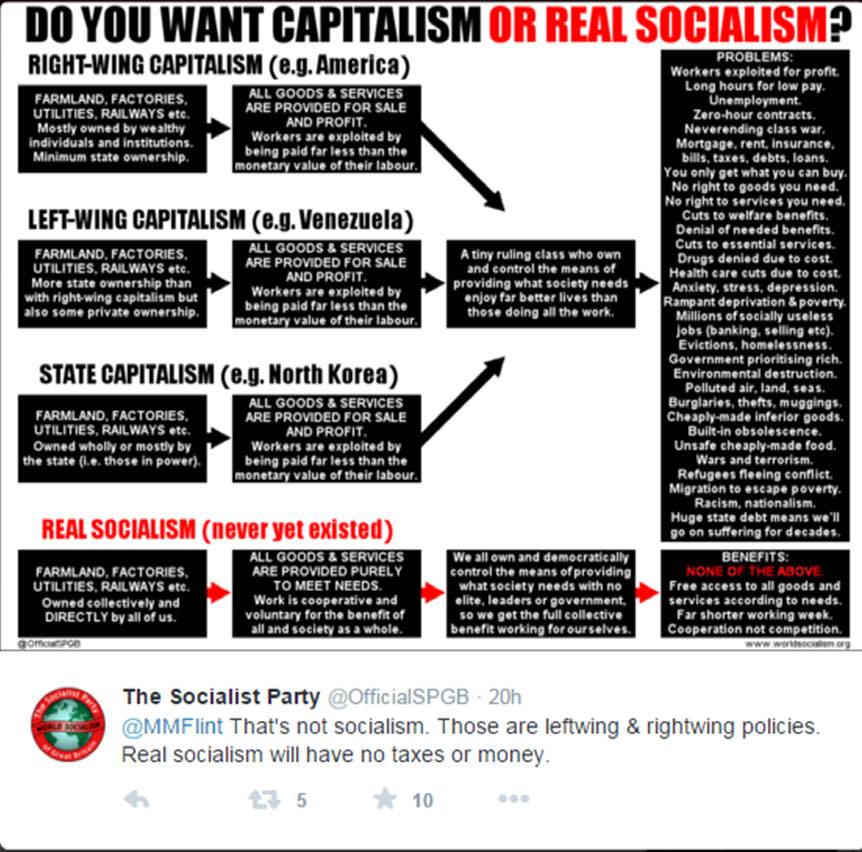 DO YOU WANT CAPITALISM OR REAL SOCIALISM?
RIGHT-WING CAPITALISM (e.g. America)
FARMLAND, FACTORIES,
UTILITIES, RAILWAYS etc.
Mostly owned by wealthy
individuals and institutions.
Minimum state ownership.
ALL GOODS & SERVICES
ARE PROVIDED FOR SALE
AND PROFIT.
Workers are exploited by
being paid far less than the
monetary value of their labour.
LEFT-WING CAPITALISM (e.g. Venezuela)
FARMLAND, FACTORIES,
UTILITIES, RAILWAYS etc.
More state ownership than
with right-wing capitalism but
also some private ownership.
ALL GOODS & SERVICES
ARE PROVIDED FOR SALE
AND PROFIT.
Workers are exploited by
being paid far less than the
monetary value of their labour.
A tiny ruling class who own
and control the means of
providing what society needs
enjoy far better lives than
those doing all the work.
STATE CAPITALISM (e.g. North Korea)
FARMLAND, FACTORIES,
UTILITIES, RAILWAYS etc.
Owned wholly or mostly by
the state (i.e. those in power).
ALL GOODS & SERVICES
ARE PROVIDED FOR SALE
AND PROFIT.
Workers are exploited by
being paid far less than the
monetary value of their labour.
PROBLEMS:
Workers exploited for profit.
Long hours for low pay.
Unemployment.
Zero-hour contracts.
Neverending class war.
Mortgage, rent, insurance,
bills, taxes, debts, loans.
You only get what you can buy.
No right to goods you need.
No right to services you need.
Cuts to welfare benefits.
Denial of needed benefits.
Cuts to essential services.
Drugs denied due to cost.
Health care cuts due to cost.
Anxiety, stress, depression.
Rampant deprivation & poverty.
Millions of socially useless
jobs (banking, selling etc).
Evictions, homelessness.
Government prioritising rich.
Environmental destruction.
Polluted air, land, seas.
Burglaries, thefts, muggings.
Cheaply-made inferior goods.
Built-in obsolescence.
Unsafe cheaply-made food.
Wars and terrorism.
Refugees fleeing conflict.
Migration to escape poverty.
Racism, nationalism.
Huge state debt means we'll
go on suffering for decades.
REAL SOCIALISM (never yet existed)
FARMLAND, FACTORIES,
UTILITIES, RAILWAYS etc.
Owned collectively and
DIRECTLY by all of us.
ALL GOODS & SERVICES
ARE PROVIDED PURELY
TO MEET NEEDS.
Work is cooperative and
voluntary for the benefit of
all and society as a whole.
We all own and democratically
control the means of providing
what society needs with no
elite, leaders or government,
so we get the full collective
benefit working for ourselves.
BENEFITS:
NONE OF THE ABOVE.
Free access to all goods and
services according to needs.
Far shorter working week.
Cooperation not competition.
@OfficialSPGB
www.worldsocialism.org
The Socialist Party
WORLD SOCIALISM
of Great Britain
The Socialist Party @OfficialSPGB · 20h
@MMFlint That's not socialism. Those are leftwing & rightwing policies.
Real socialism will have no taxes or money.
5
10